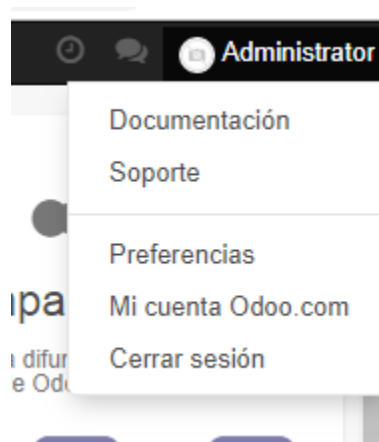 Administrator
Documentación
Soporte
Preferencias
Mi cuenta Odoo.com
Cerrar sesión